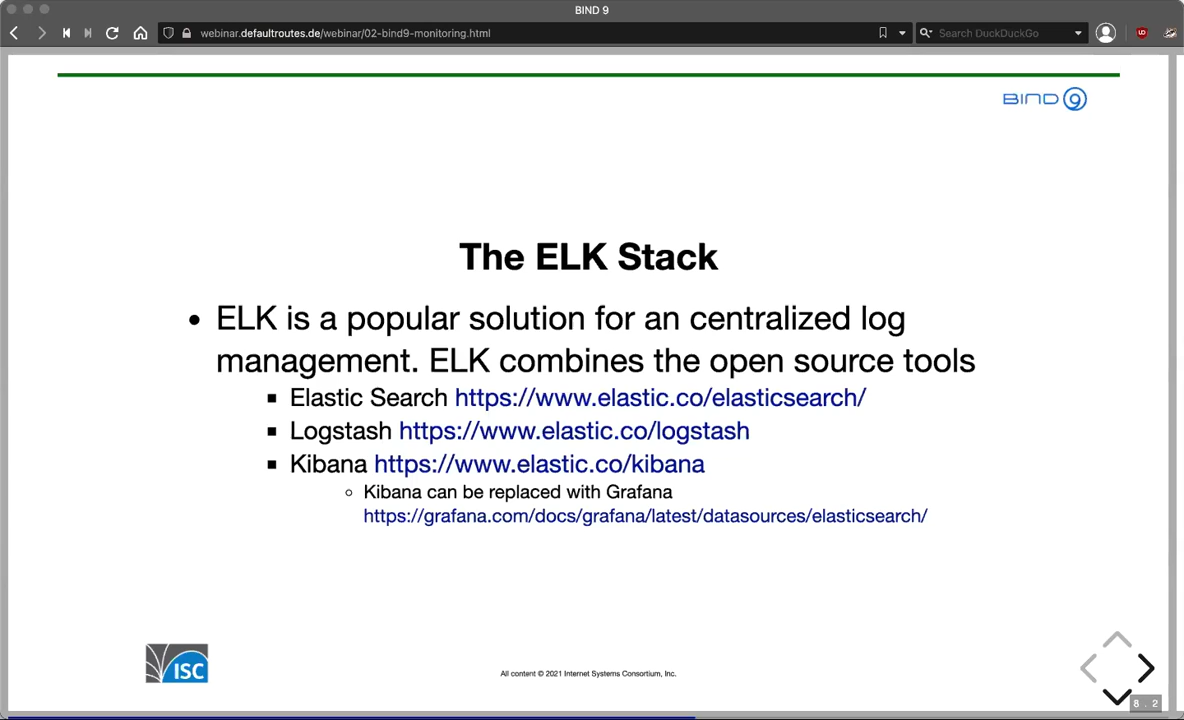 BIND 9
webinar.defaultroutes.de/webinar/02-bind9-monitoring.html
Search DuckDuckGo
BIND 9
The ELK Stack
• ELK is a popular solution for an centralized log
management. ELK combines the open source tools
▪ Elastic Search https://www.elastic.co/elasticsearch/
▪ Logstash https://www.elastic.co/logstash
▪ Kibana https://www.elastic.co/kibana
◦ Kibana can be replaced with Grafana
https://grafana.com/docs/grafana/latest/datasources/elasticsearch/
ISC
All content © 2021 Internet Systems Consortium, Inc.
8 . 2